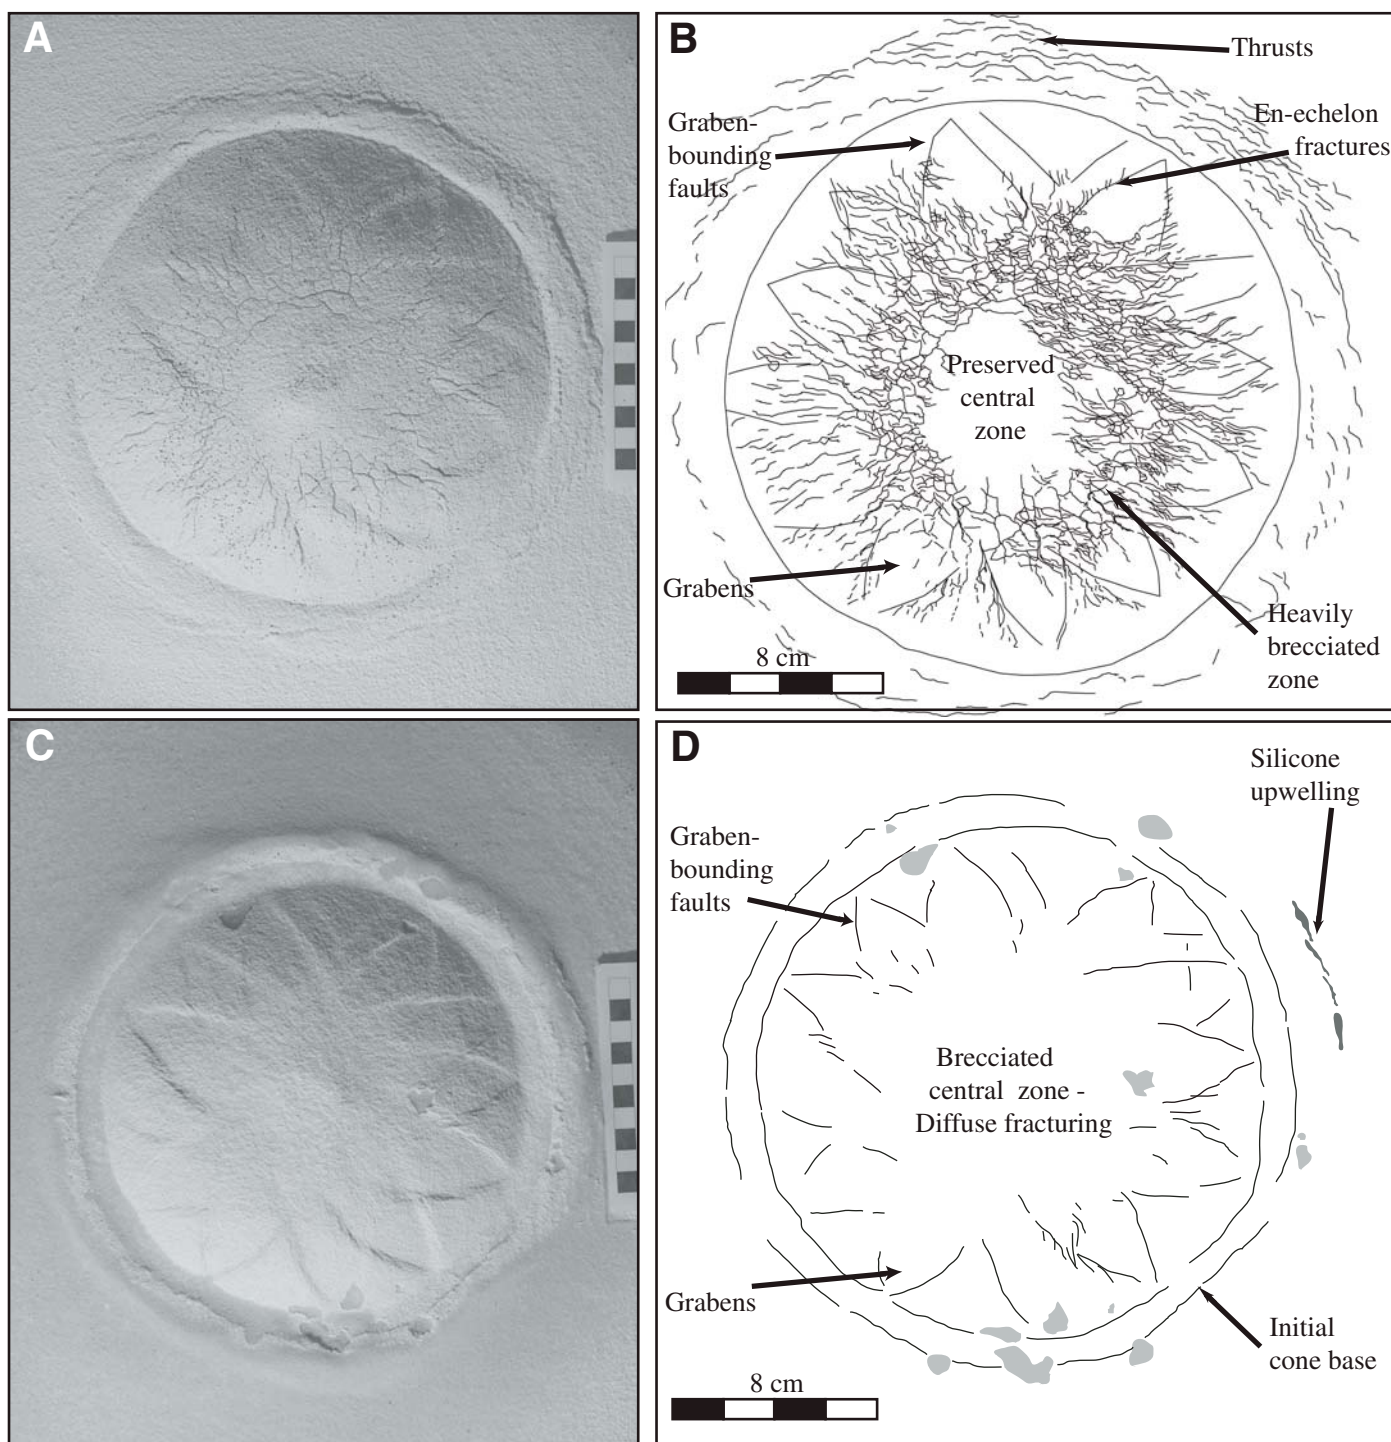 A
B
Thrusts
Graben-
bounding
faults
En-echelon
fractures
Preserved
central
zone
Grabens
Heavily
brecciated
zone
8 cm
C
D
Silicone
upwelling
Graben-
bounding
faults
Brecciated
central zone -
Diffuse fracturing
Grabens
Initial
cone base
8 cm